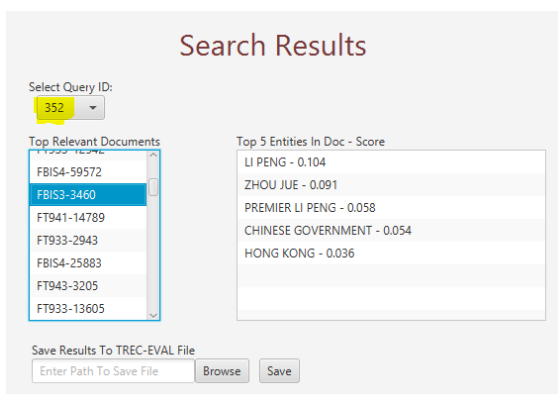 Search Results
Select Query ID:
352
Top Relevant Documents
FBIS4-59572
FBIS3-3460
FT941-14789
FT933-2943
FBIS4-25883
FT943-3205
FT933-13605
Top 5 Entities In Doc - Score
LI PENG - 0.104
ZHOU JUE - 0.091
PREMIER LI PENG - 0.058
CHINESE GOVERNMENT - 0.054
HONG KONG - 0.036
Save Results To TREC-EVAL File
Enter Path To Save File
Browse
Save